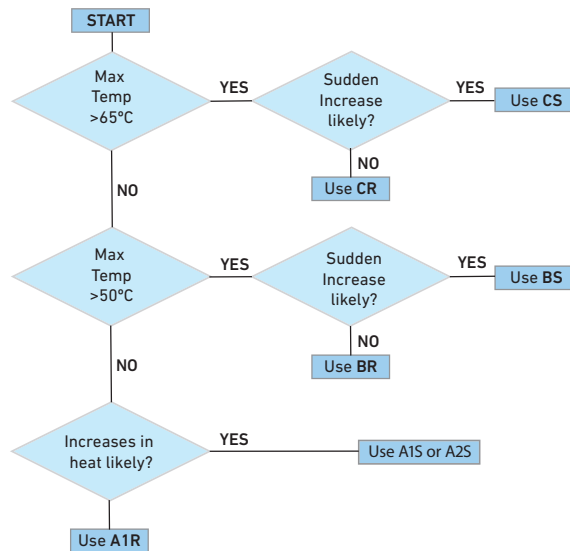 START
Max
Temp
>65°C
YES
Sudden
Increase
likely?
YES
Use CS
NO
Use CR
NO
Max
Temp
>50°C
YES
Sudden
Increase
likely?
YES
Use BS
NO
Use BR
NO
Increases in
heat likely?
YES
Use A1S or A2S
Use A1R